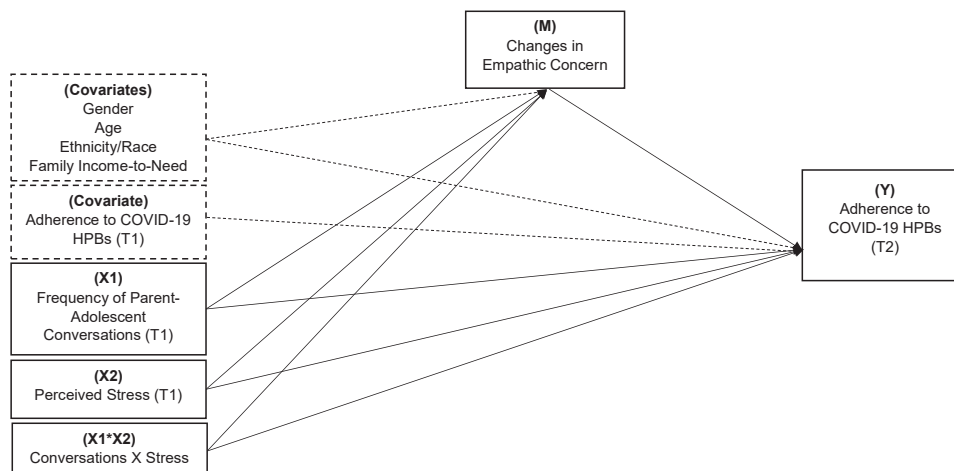 (M)
Changes in
Empathic Concern
(Covariates)
Gender
Age
Ethnicity/Race
Family Income-to-Need
(Covariate)
Adherence to COVID-19
HPBs (T1)
(X1)
Frequency of Parent-
Adolescent
Conversations (T1)
(X2)
Perceived Stress (T1)
(X1*X2)
Conversations X Stress
(Y)
Adherence to
COVID-19 HPBs
(T2)